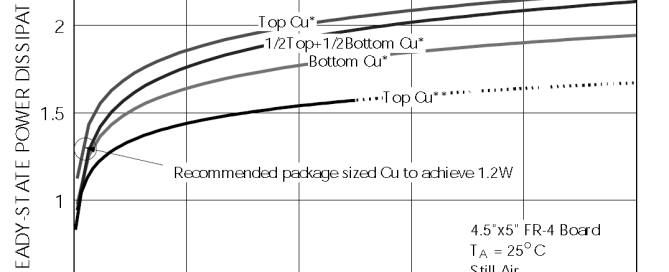 EADY-STATE POWER DISSIPAT
2
1.5
1
Top Cu*
1/2Top+1/2Bottom Cu*
Bottom Cu*
Top Cu**
Recommended package sized Cu to achieve 1.2W
4.5"x5" FR-4 Board
TA = 25°C
Still Air